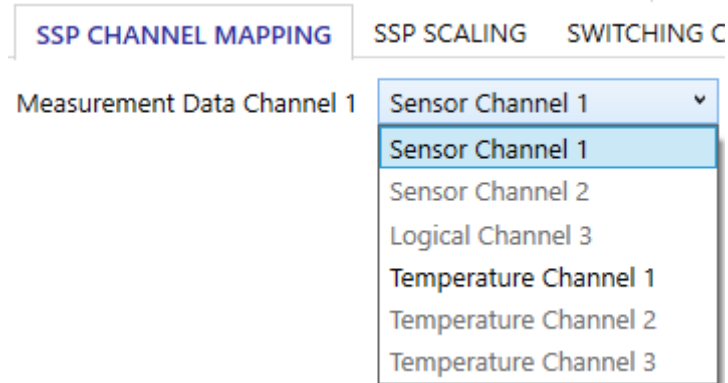 SSP CHANNEL MAPPING SSP SCALING SWITCHING C
Measurement Data Channel 1 Sensor Channel 1
Sensor Channel 1
Sensor Channel 2
Logical Channel 3
Temperature Channel 1
Temperature Channel 2
Temperature Channel 3